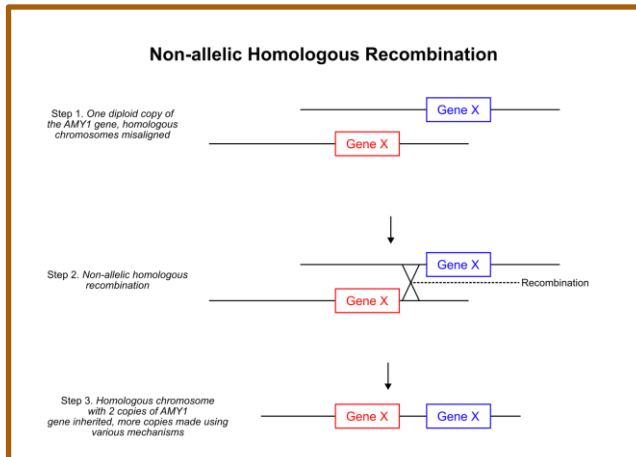 Non-allelic Homologous Recombination
Step 1. One diploid copy of
the AMY1 gene, homologous
chromosomes misaligned
Gene X
Gene X
Step 2. Non-allelic homologous
recombination
Gene X
Recombination
Gene X
Step 3. Homologous chromosome
with 2 copies of AMY1
gene inherited, more copies made using
various mechanisms
Gene X
Gene X